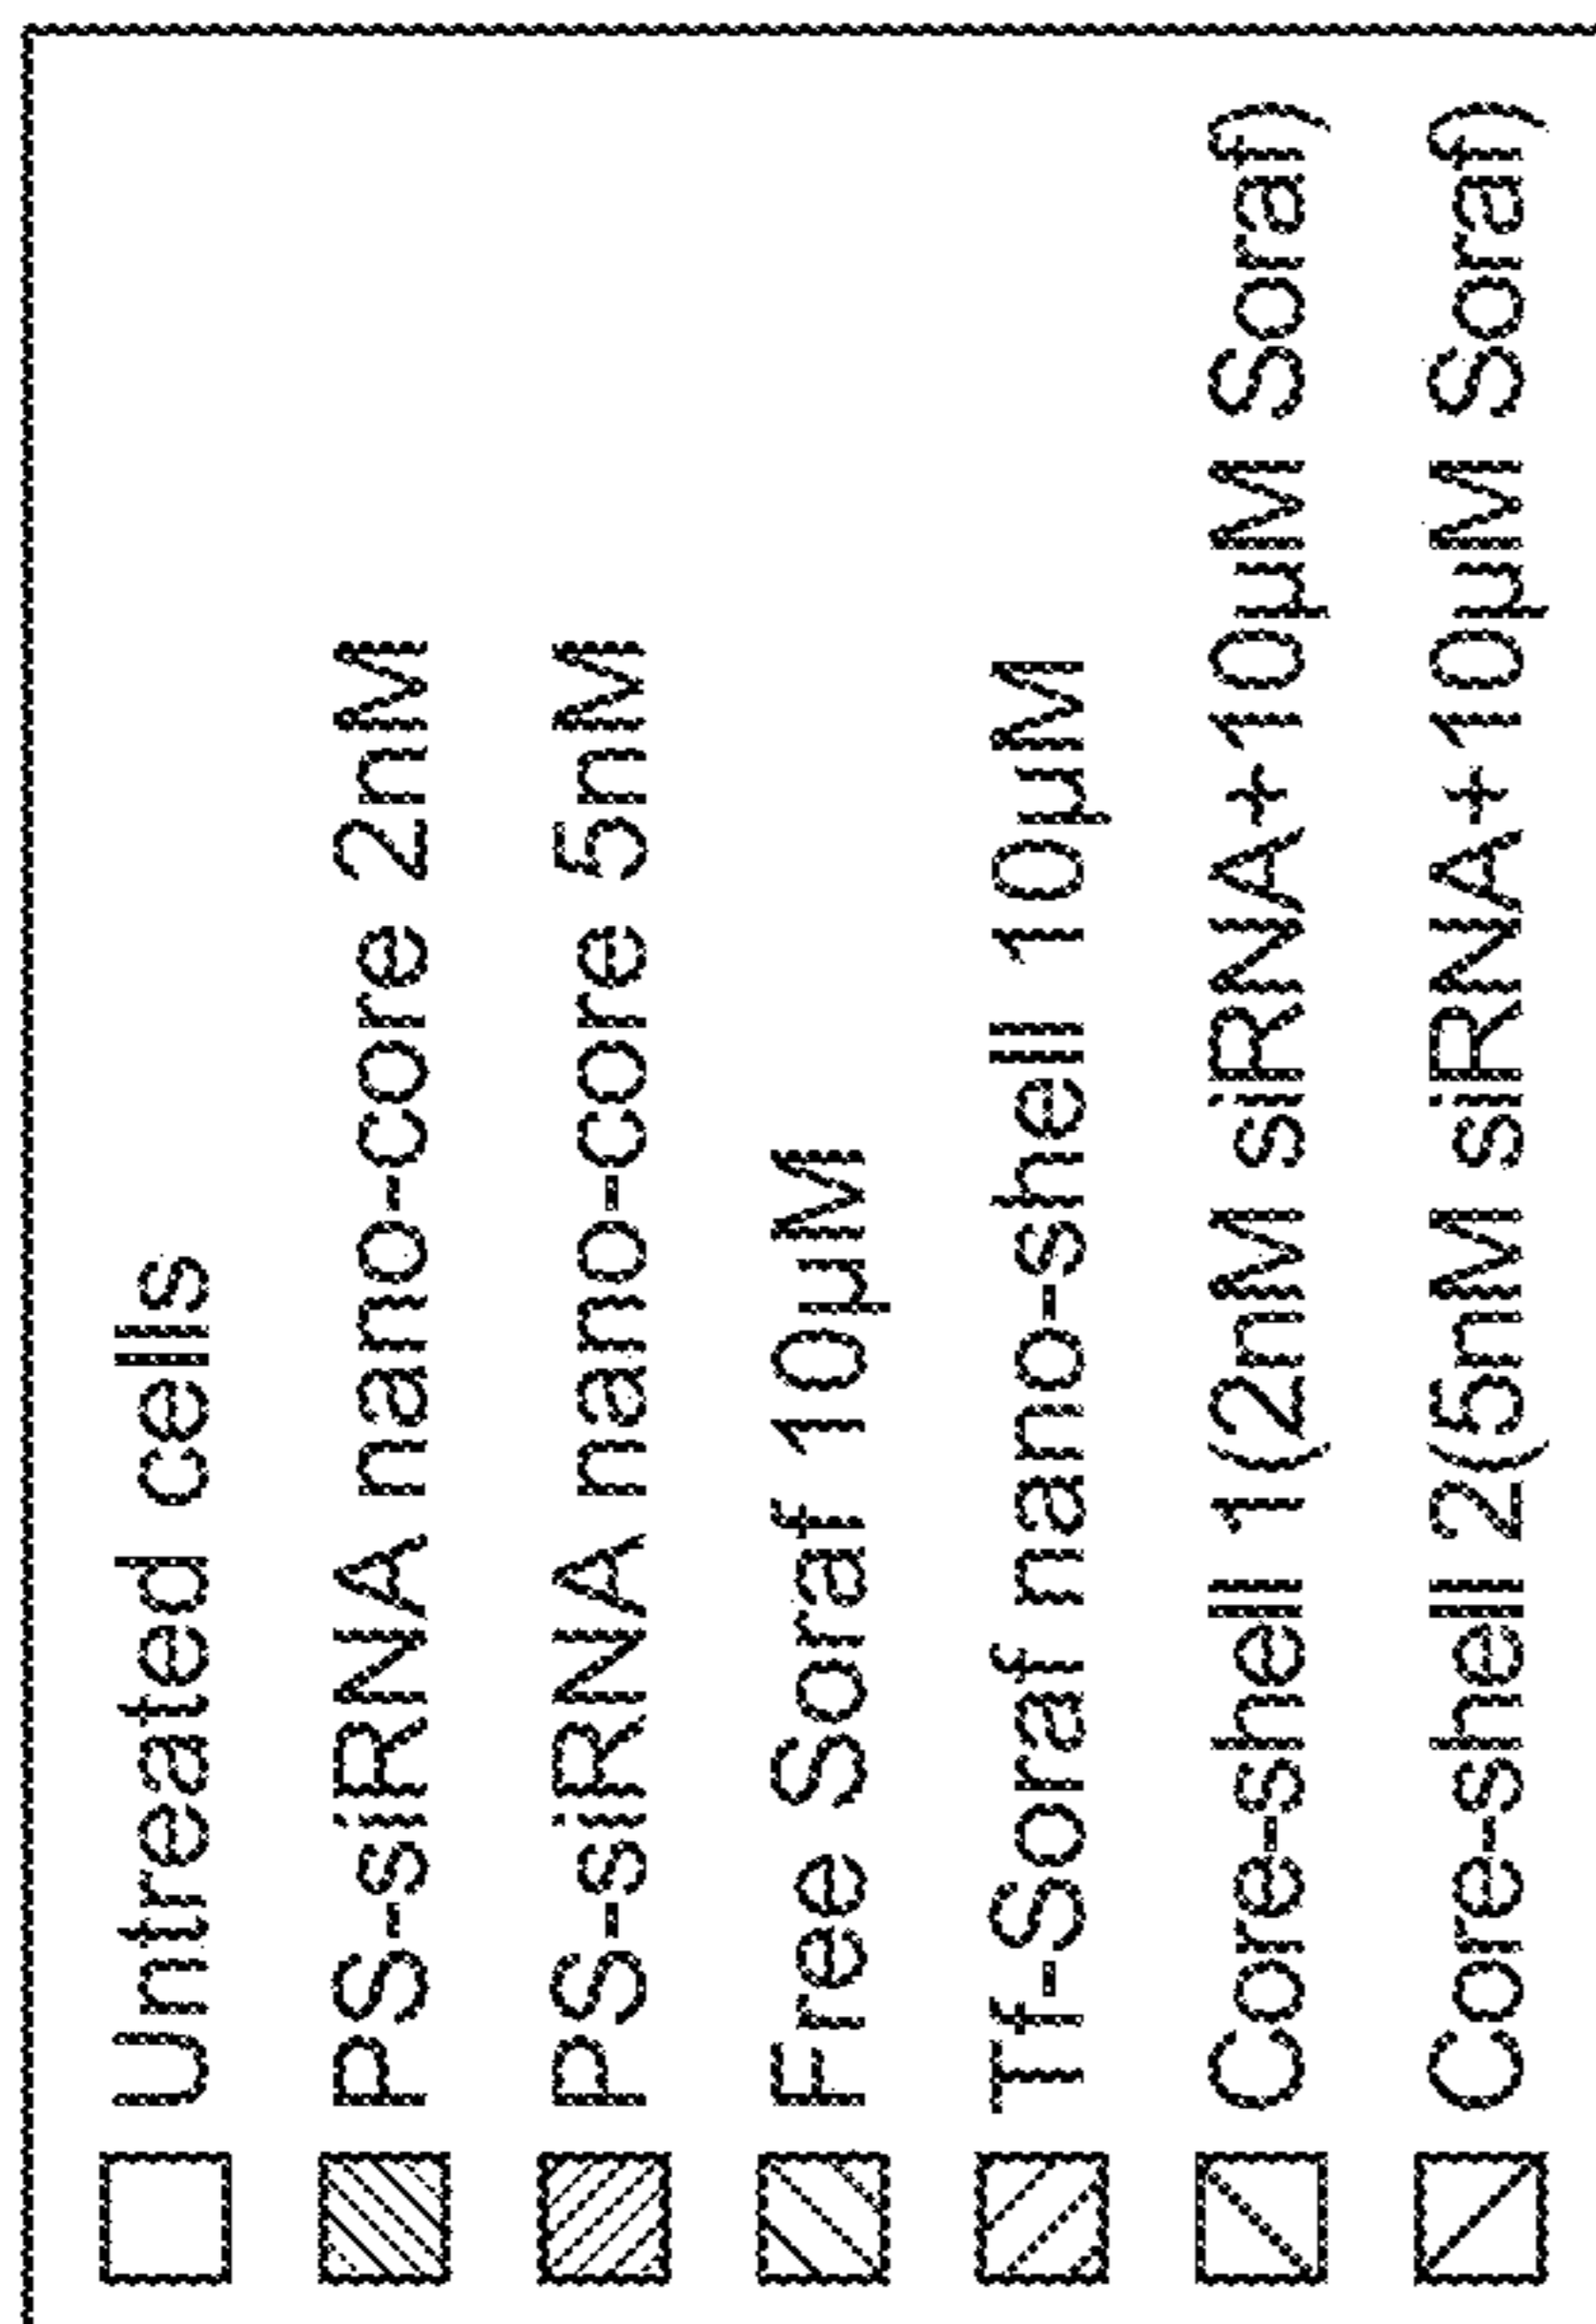 Untreated cells
PS-siRNA nano-core 2nM
PS-siRNA nano-core 5nM
Free Soraf 10µM
Tf-Soraf nano-shell 10µM
Core-shell 1(2nM siRNA+10µM Soraf)
Core-shell 2(5nM siRNA+10µM Soraf)